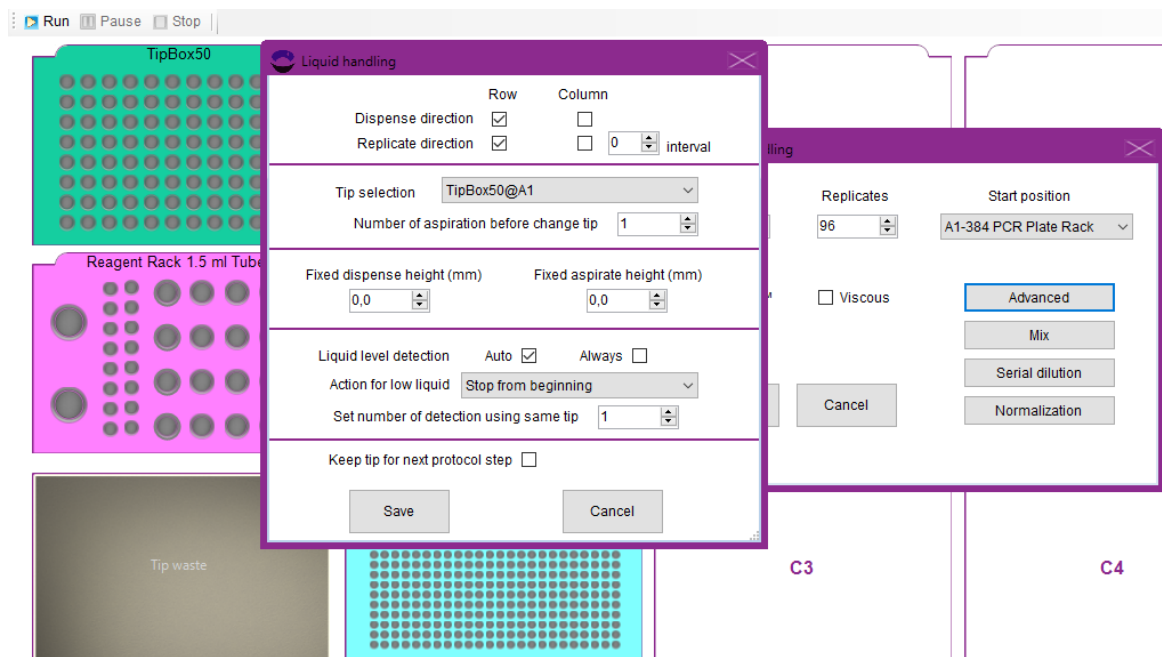 Run Pause Stop
TipBox50
Liquid handling
Row Column
Dispense direction
Replicate direction 0 interval
Tip selection TipBox50@A1
Number of aspiration before change tip 1
Fixed dispense height (mm) Fixed aspirate height (mm)
0,0 0,0
Liquid level detection Auto Always
Action for low liquid Stop from beginning
Set number of detection using same tip 1
Keep tip for next protocol step
Save Cancel
lling
Replicates Start position
96 A1-384 PCR Plate Rack
Viscous Advanced
Mix
Serial dilution
Cancel Normalization
Reagent Rack 1.5 ml Tube
Tip waste
C3 C4